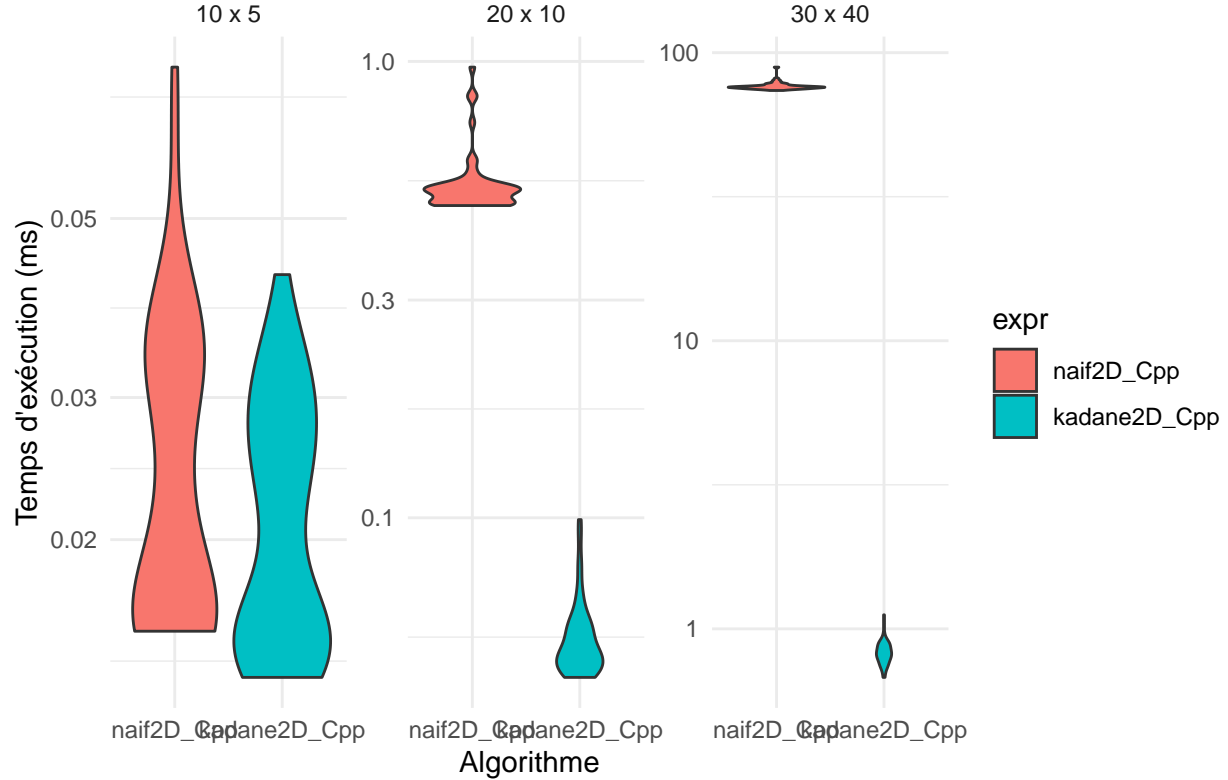 10 x 5
20 x 10
30 x 40
Temps d'exécution (ms)
0.05
0.03
0.02
1.0
0.3
0.1
100
10
1
naif2D_Cpp
kadane2D_Cpp
naif2D_Cpp
kadane2D_Cpp
naif2D_Cpp
kadane2D_Cpp
Algorithme
expr
naif2D_Cpp
kadane2D_Cpp